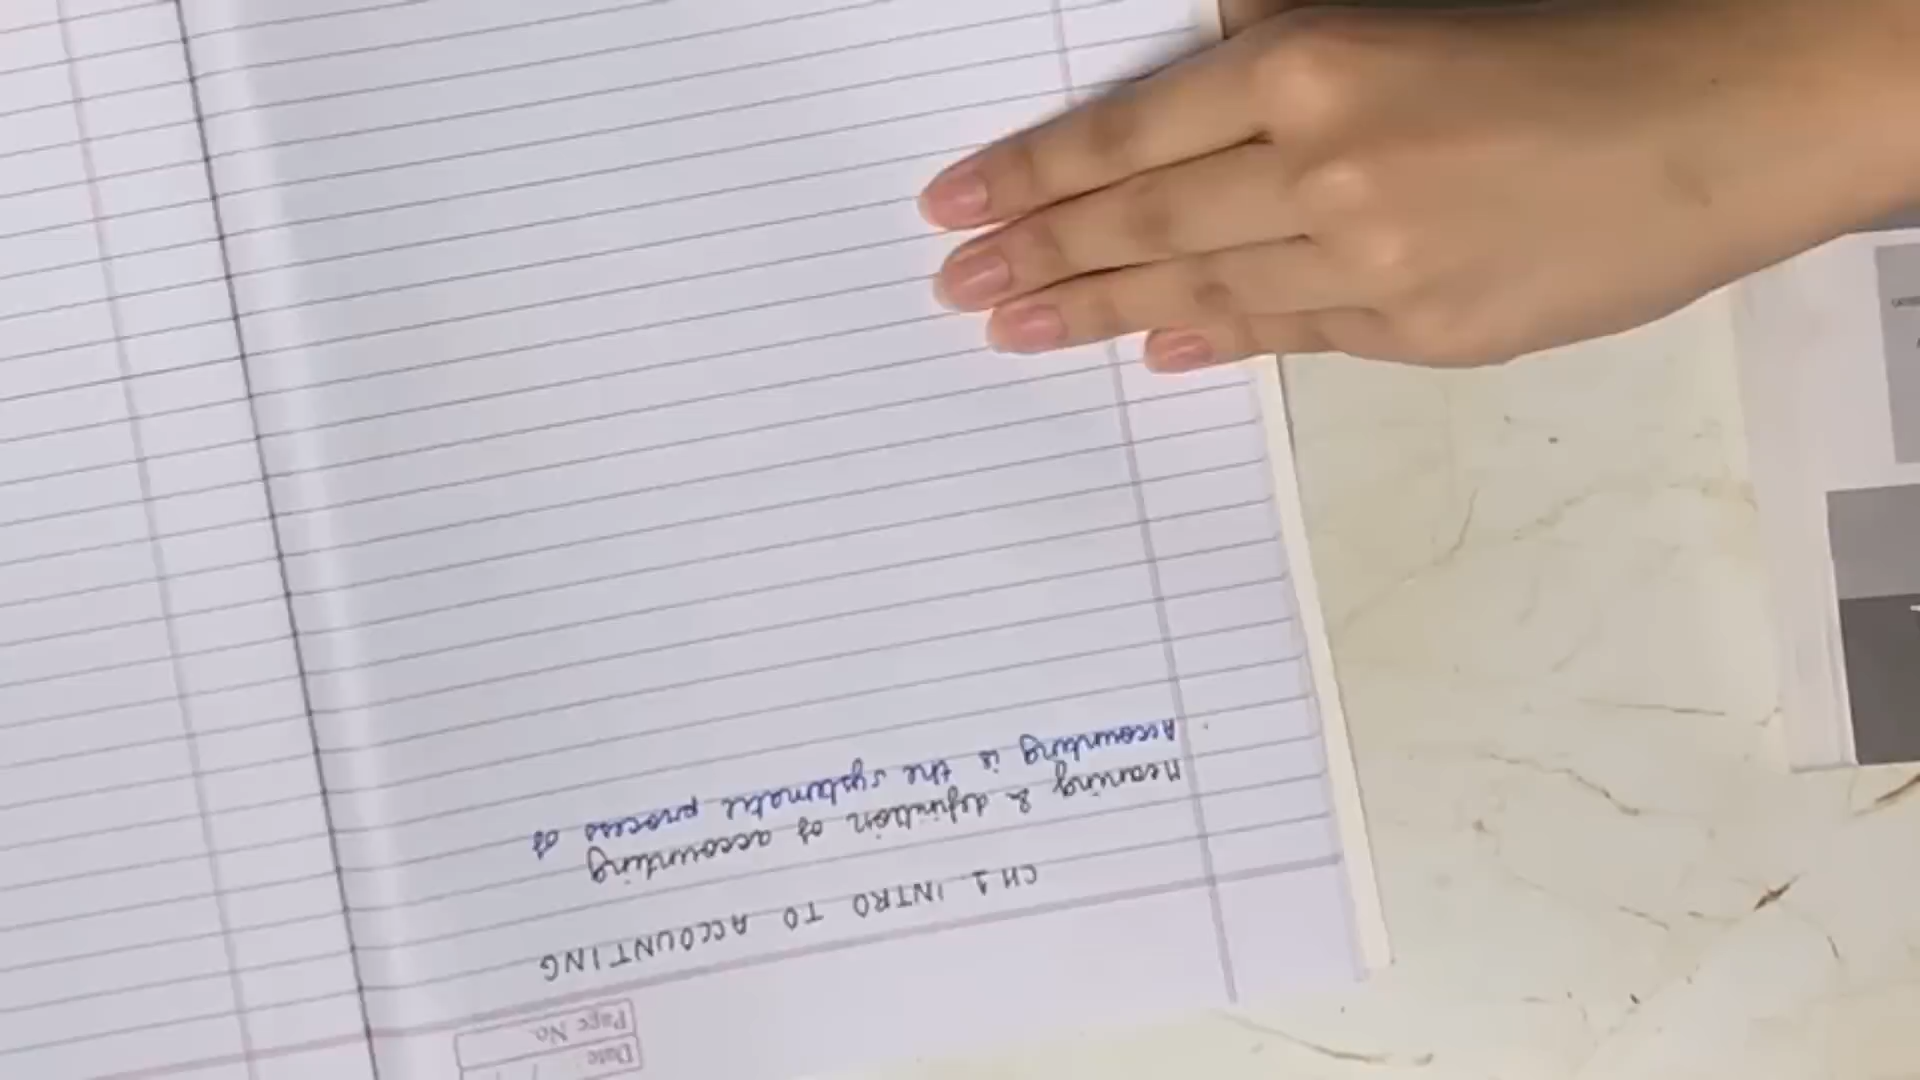 Date / /
Page No.
CH 1 INTRO TO ACCOUNTING
Meaning & definition of accounting
Accounting is the systematic process of